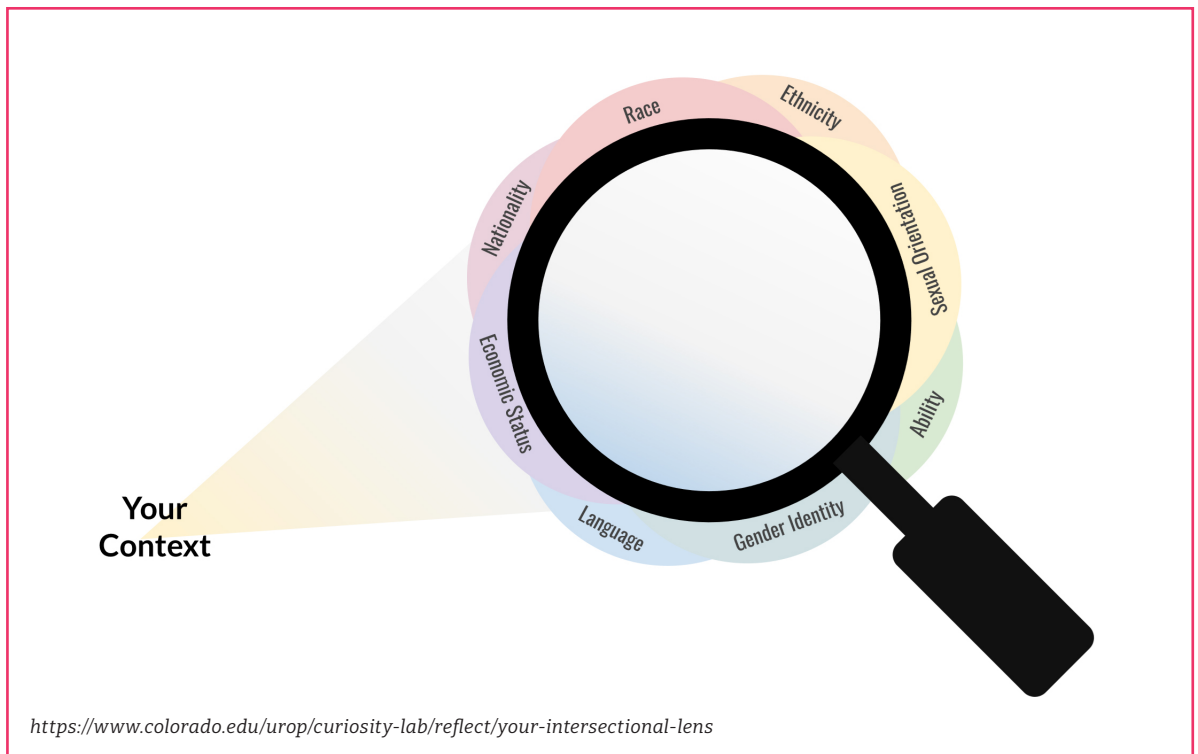 Race
Ethnicity
Nationality
Sexual Orientation
Economic Status
Ability
Your
Context
Language
Gender Identity
https://www.colorado.edu/urop/curiosity-lab/reflect/your-intersectional-lens